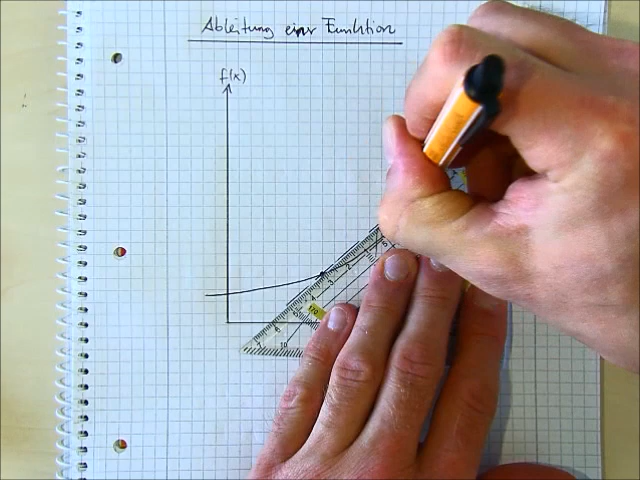 Ableitung einer Funktion
f(x)